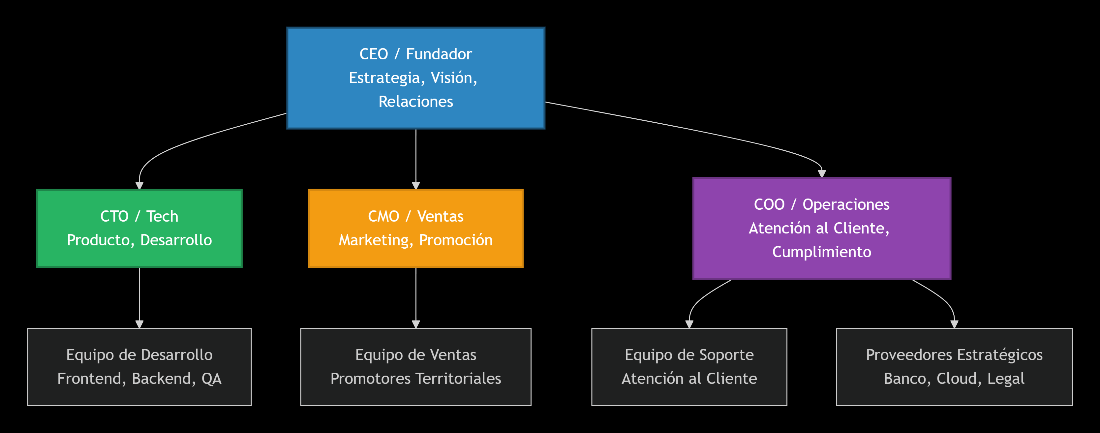 CEO / Fundador
Estrategia, Visión,
Relaciones
CTO / Tech
Producto, Desarrollo
CMO / Ventas
Marketing, Promoción
COO / Operaciones
Atención al Cliente,
Cumplimiento
Equipo de Desarrollo
Frontend, Backend, QA
Equipo de Ventas
Promotores Territoriales
Equipo de Soporte
Atención al Cliente
Proveedores Estratégicos
Banco, Cloud, Legal